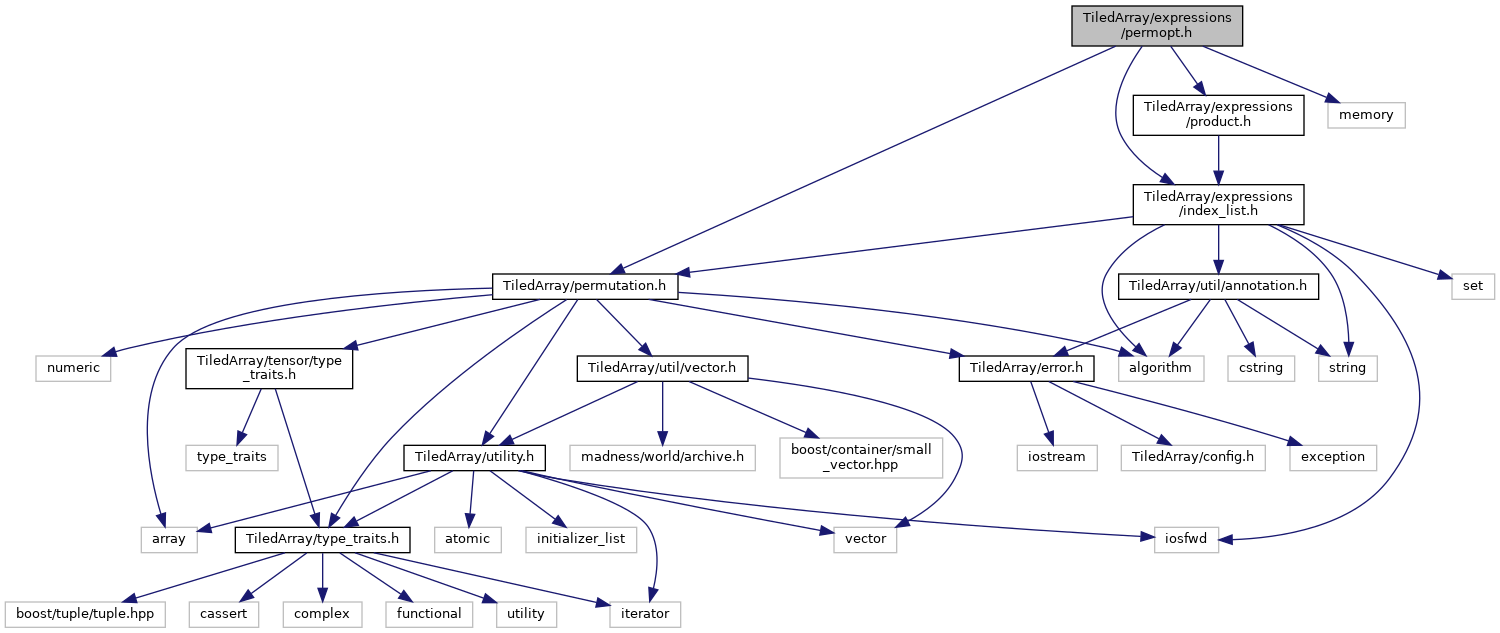 TiledArray/expressions
/permopt.h
TiledArray/expressions
/product.h
memory
TiledArray/expressions
/index_list.h
TiledArray/permutation.h
TiledArray/util/annotation.h
set
numeric
TiledArray/tensor/type
_traits.h
TiledArray/util/vector.h
TiledArray/error.h
algorithm
cstring
string
type_traits
TiledArray/utility.h
madness/world/archive.h
boost/container/small
_vector.hpp
iostream
TiledArray/config.h
exception
array
TiledArray/type_traits.h
atomic
initializer_list
vector
iosfwd
boost/tuple/tuple.hpp
cassert
complex
functional
utility
iterator